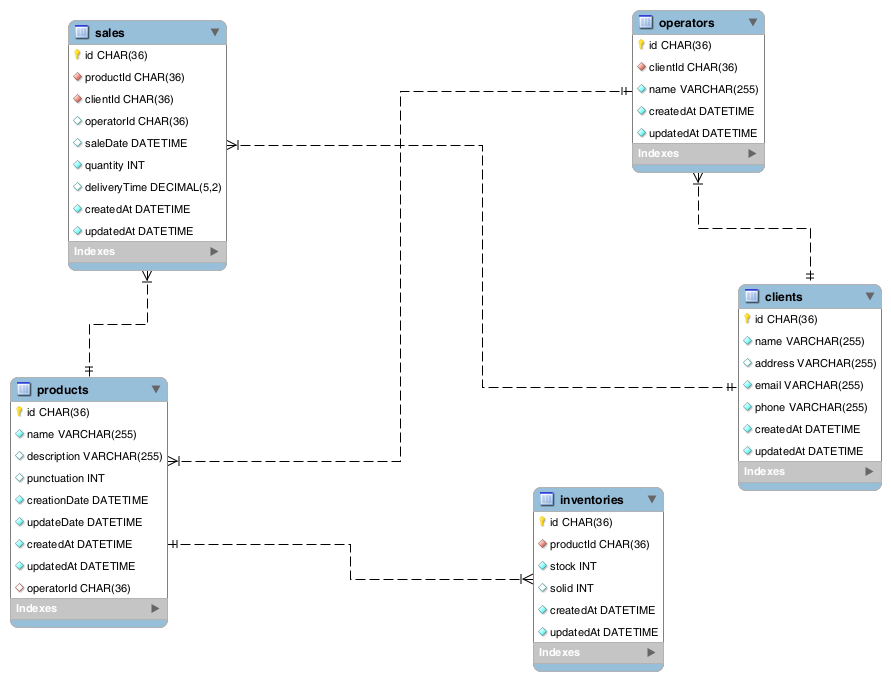 sales
id CHAR(36)
productId CHAR(36)
clientId CHAR(36)
operatorId CHAR(36)
saleDate DATETIME
quantity INT
deliveryTime DECIMAL(5,2)
createdAt DATETIME
updatedAt DATETIME
Indexes
operators
id CHAR(36)
clientId CHAR(36)
name VARCHAR(255)
createdAt DATETIME
updatedAt DATETIME
Indexes
clients
id CHAR(36)
name VARCHAR(255)
address VARCHAR(255)
email VARCHAR(255)
phone VARCHAR(255)
createdAt DATETIME
updatedAt DATETIME
Indexes
products
id CHAR(36)
name VARCHAR(255)
description VARCHAR(255)
punctuation INT
creationDate DATETIME
updateDate DATETIME
createdAt DATETIME
updatedAt DATETIME
operatorId CHAR(36)
Indexes
inventories
id CHAR(36)
productId CHAR(36)
stock INT
solid INT
createdAt DATETIME
updatedAt DATETIME
Indexes